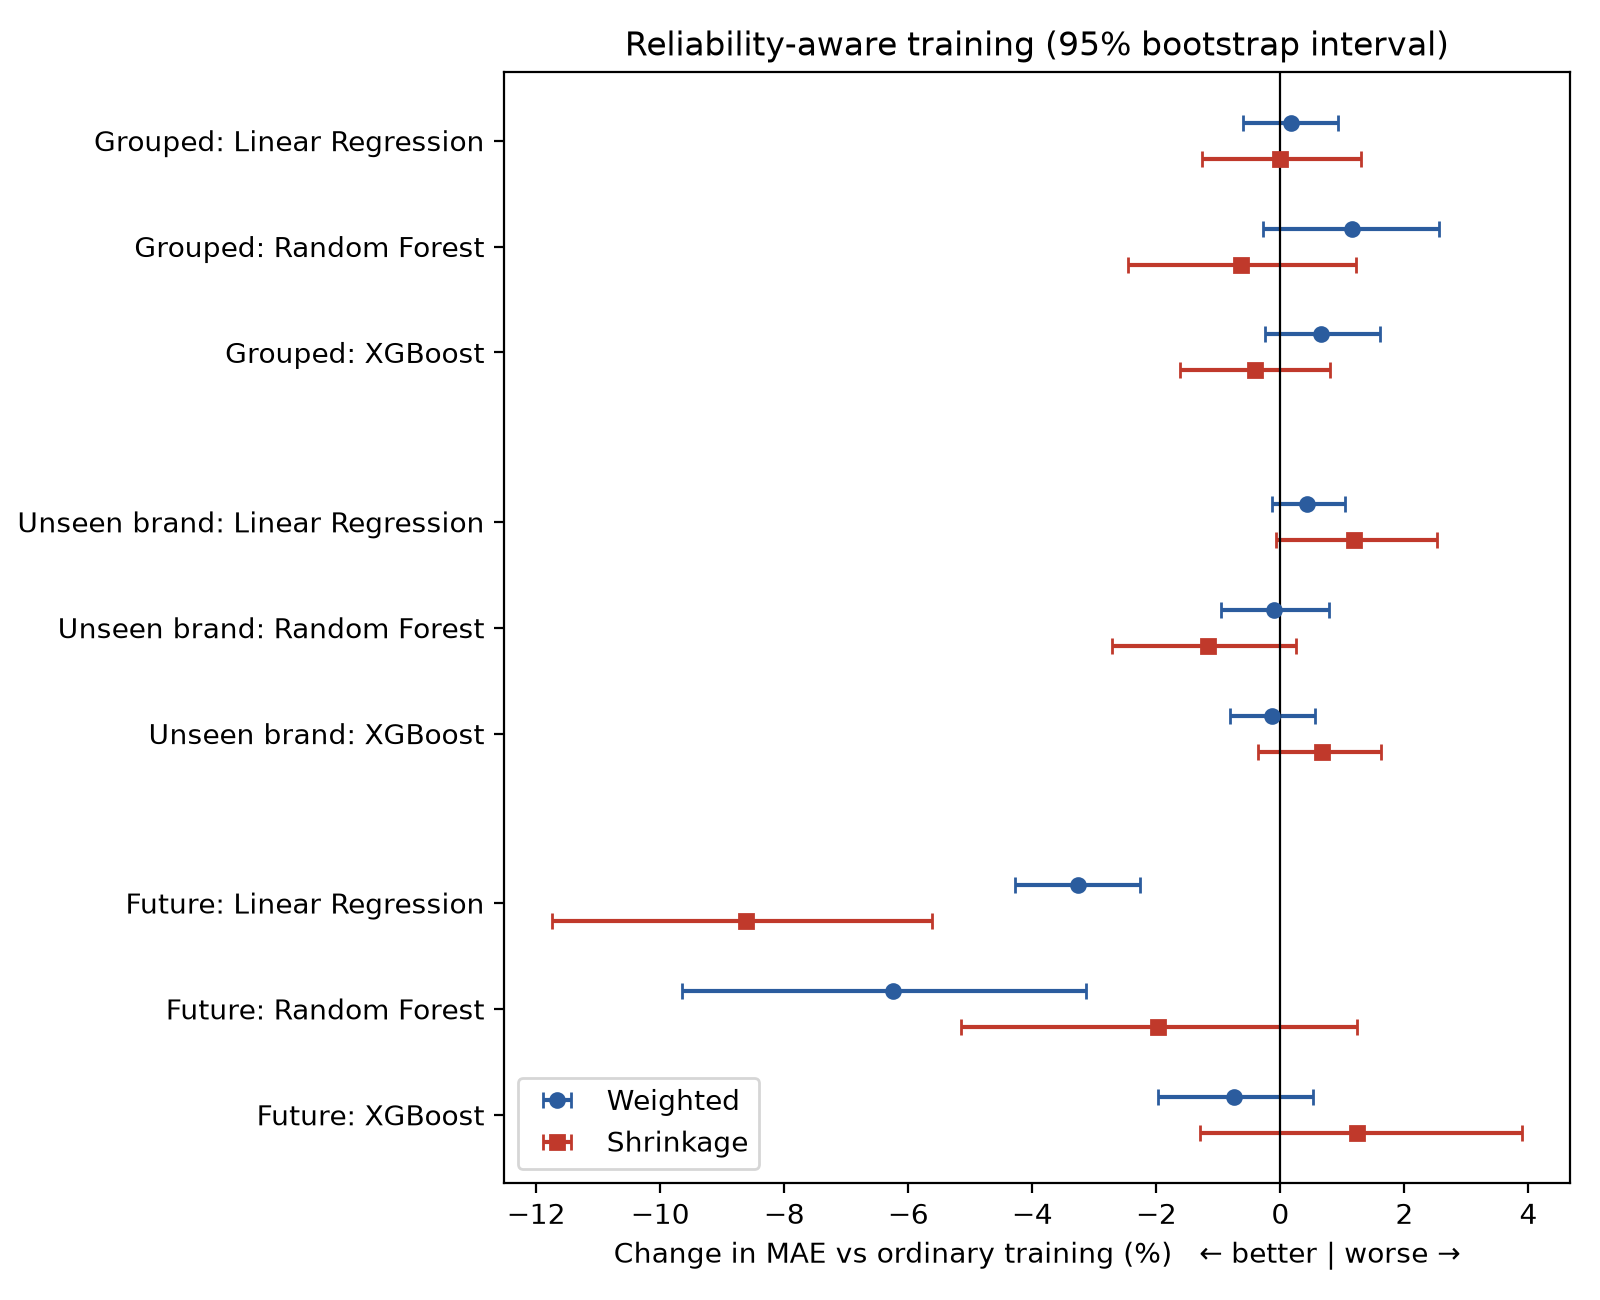 Reliability-aware training (95% bootstrap interval)
Grouped: Linear Regression
Grouped: Random Forest
Grouped: XGBoost
Unseen brand: Linear Regression
Unseen brand: Random Forest
Unseen brand: XGBoost
Future: Linear Regression
Future: Random Forest
Future: XGBoost
Weighted
Shrinkage
−12 −10 −8 −6 −4 −2 0 2 4
Change in MAE vs ordinary training (%) ← better | worse →